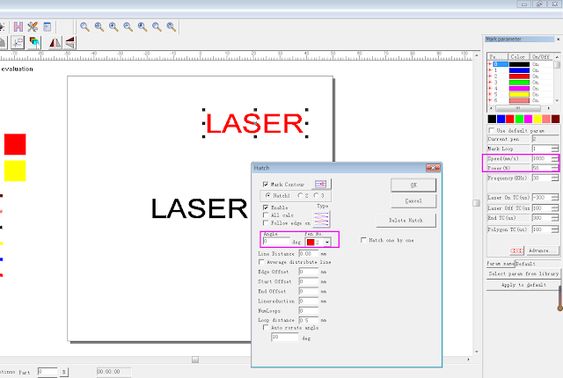 evaluation
LASER
LASER
Hatch
Mark Contour
Hatch1 2 3
Enable Type
All calc
Follow edge on
Angle Pen No
0 deg 2
Line Distance 0.08 mm
Average distribute line
Edge Offset 0 mm
Start Offset 0 mm
End Offset 0 mm
Linereduction 0 mm
NumLoops 0
Loop distance 0.5 mm
Auto rotate angle
10 deg
OK
Cancel
Delete Hatch
Hatch one by one
Mark parameter
Pe Color On/Off
0 On
1 On
2 On
3 On
4 On
5 On
6 On
Use default param
Current pen 2
Mark Loop 1
Speed(mm/s) 1000
Power(%) 50
Frequency(KHz) 30
Laser On TC(us) -300
Laser Off TC(us) 100
End TC(us) 300
Polygon TC(us) 100
Advance...
Param name Default
Select param from library
Apply to default
Part 0
00:00:00